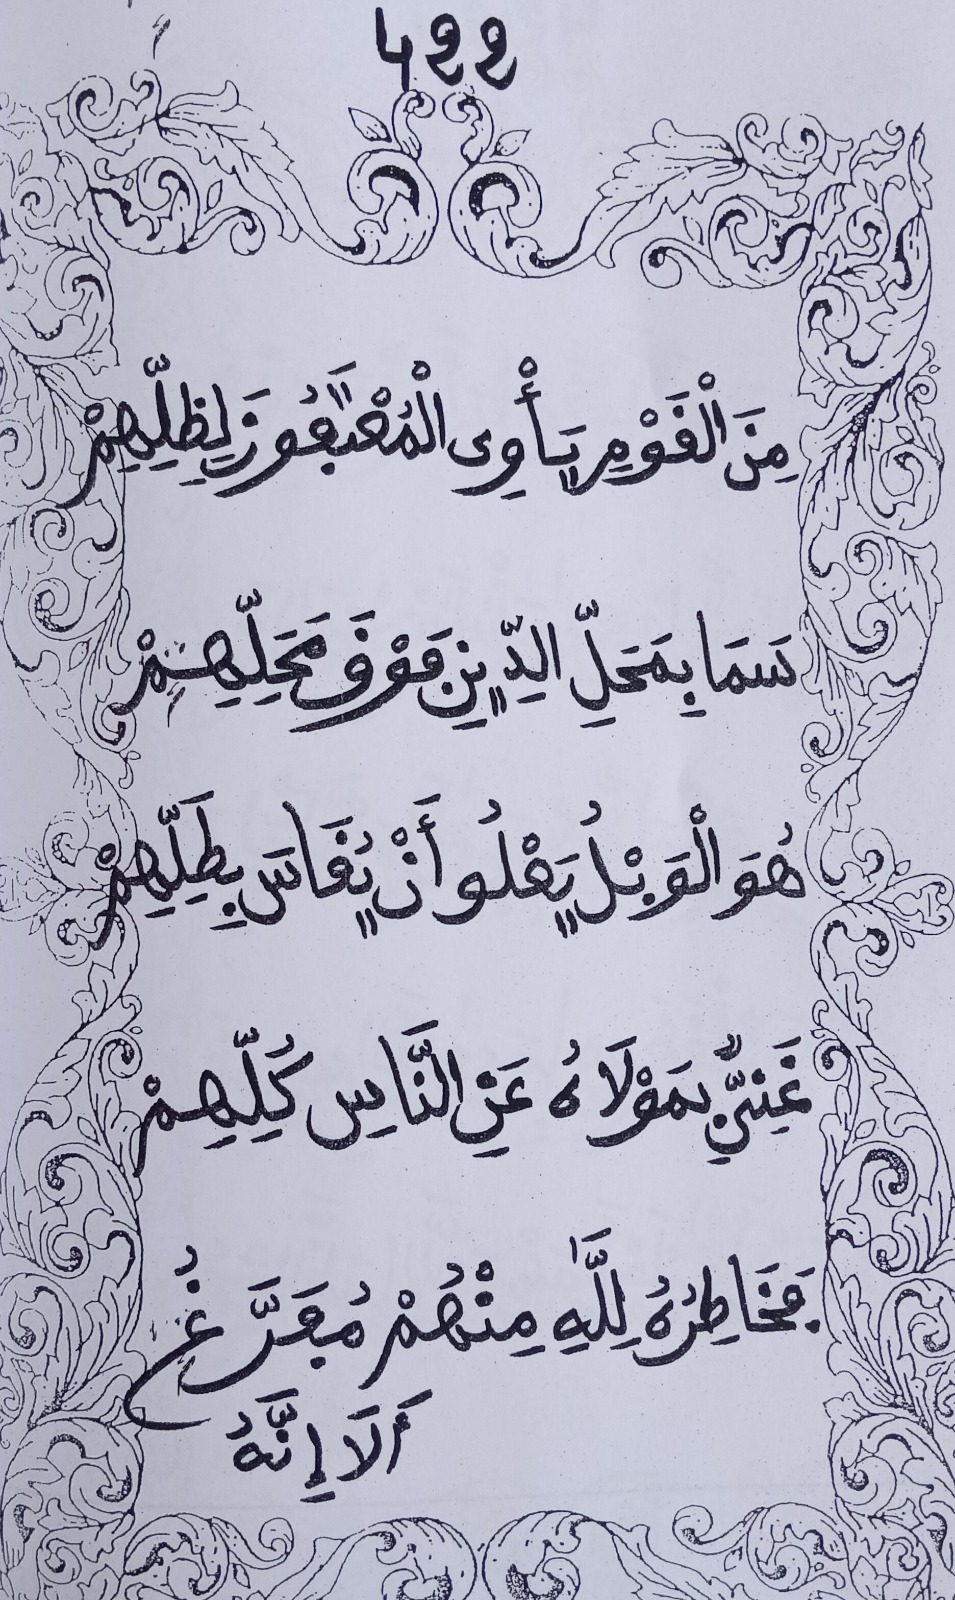 422
مِنَ الْقَوْمِ يَأْوِى الْمُعْتَفُونَ لِظِلِّهِمْ
سَمَا بِمَحَلِّ الدِّينِ فَوْقَ مَحَلِّهِمْ
هُوَ الْوَبْلُ يَعْلُو أَنْ يُقَاسَ بِطَلِّهِمْ
غَنِيٌّ بِمَوْلَاهُ عَنِ النَّاسِ كُلِّهِمْ
فَخَاطِرُهُ لِلَّهِ مِنْهُمْ مُفَرَّغُ
أَلَا إِنَّهُ